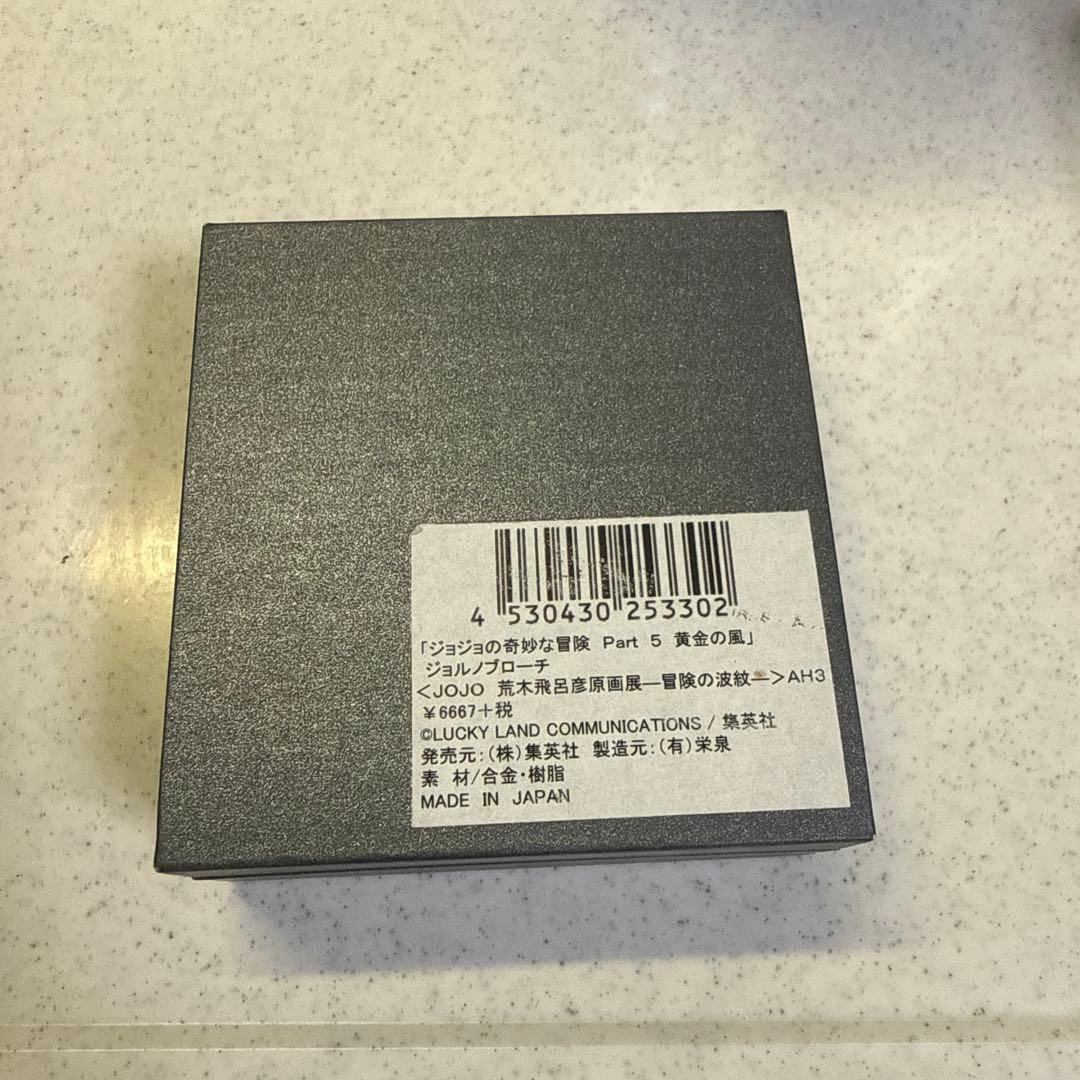 4 530430 253302
「ジョジョの奇妙な冒険 Part 5 黄金の風」
ジョルノブローチ
＜JOJO 荒木飛呂彦原画展―冒険の波紋―＞AH3
￥6667＋税
©LUCKY LAND COMMUNICATIONS / 集英社
発売元：（株）集英社 製造元：（有）栄泉
素 材/合金・樹脂
MADE IN JAPAN